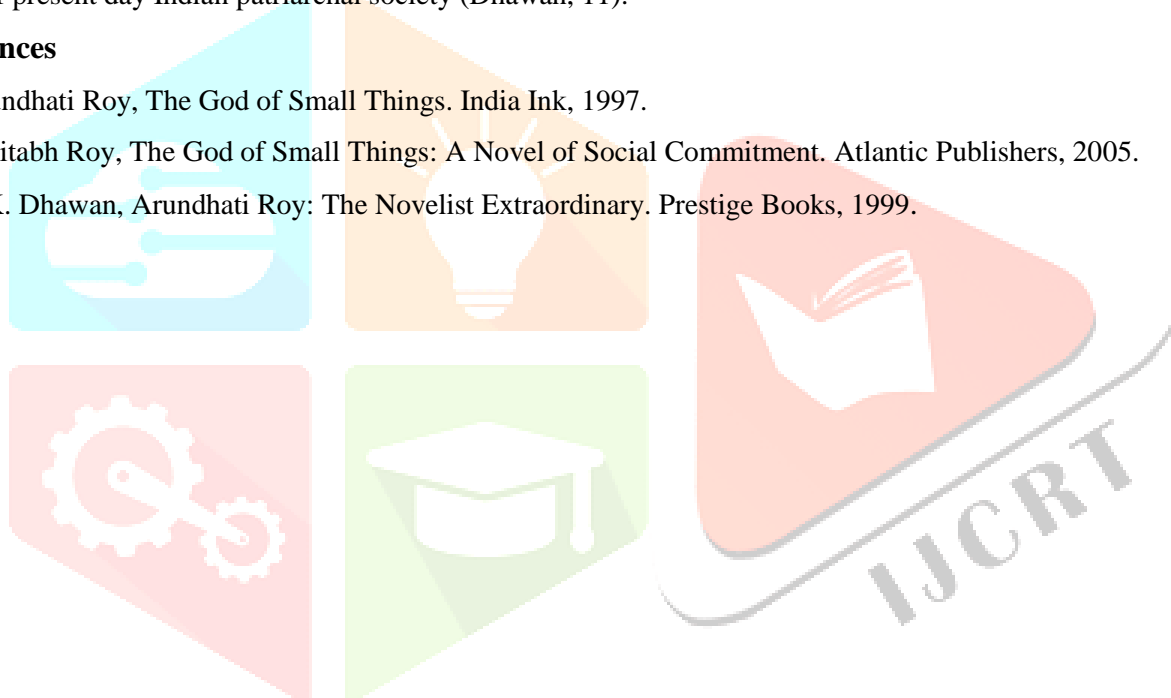 present day Indian patriarchal society (Dhawan, 11).
nces
ndhati Roy, The God of Small Things. India Ink, 1997.
itabh Roy, The God of Small Things: A Novel of Social Commitment. Atlantic Publishers, 2005.
K. Dhawan, Arundhati Roy: The Novelist Extraordinary. Prestige Books, 1999.
IJCRT